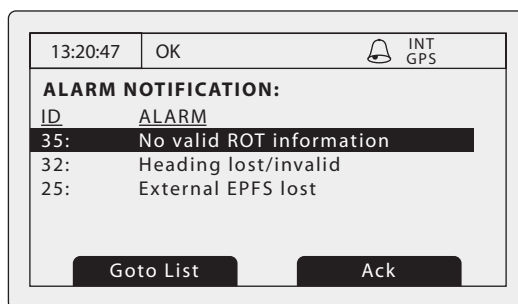 13:20:47 OK INT
GPS
ALARM NOTIFICATION:
ID ALARM
35: No valid ROT information
32: Heading lost/invalid
25: External EPFS lost
Goto List Ack